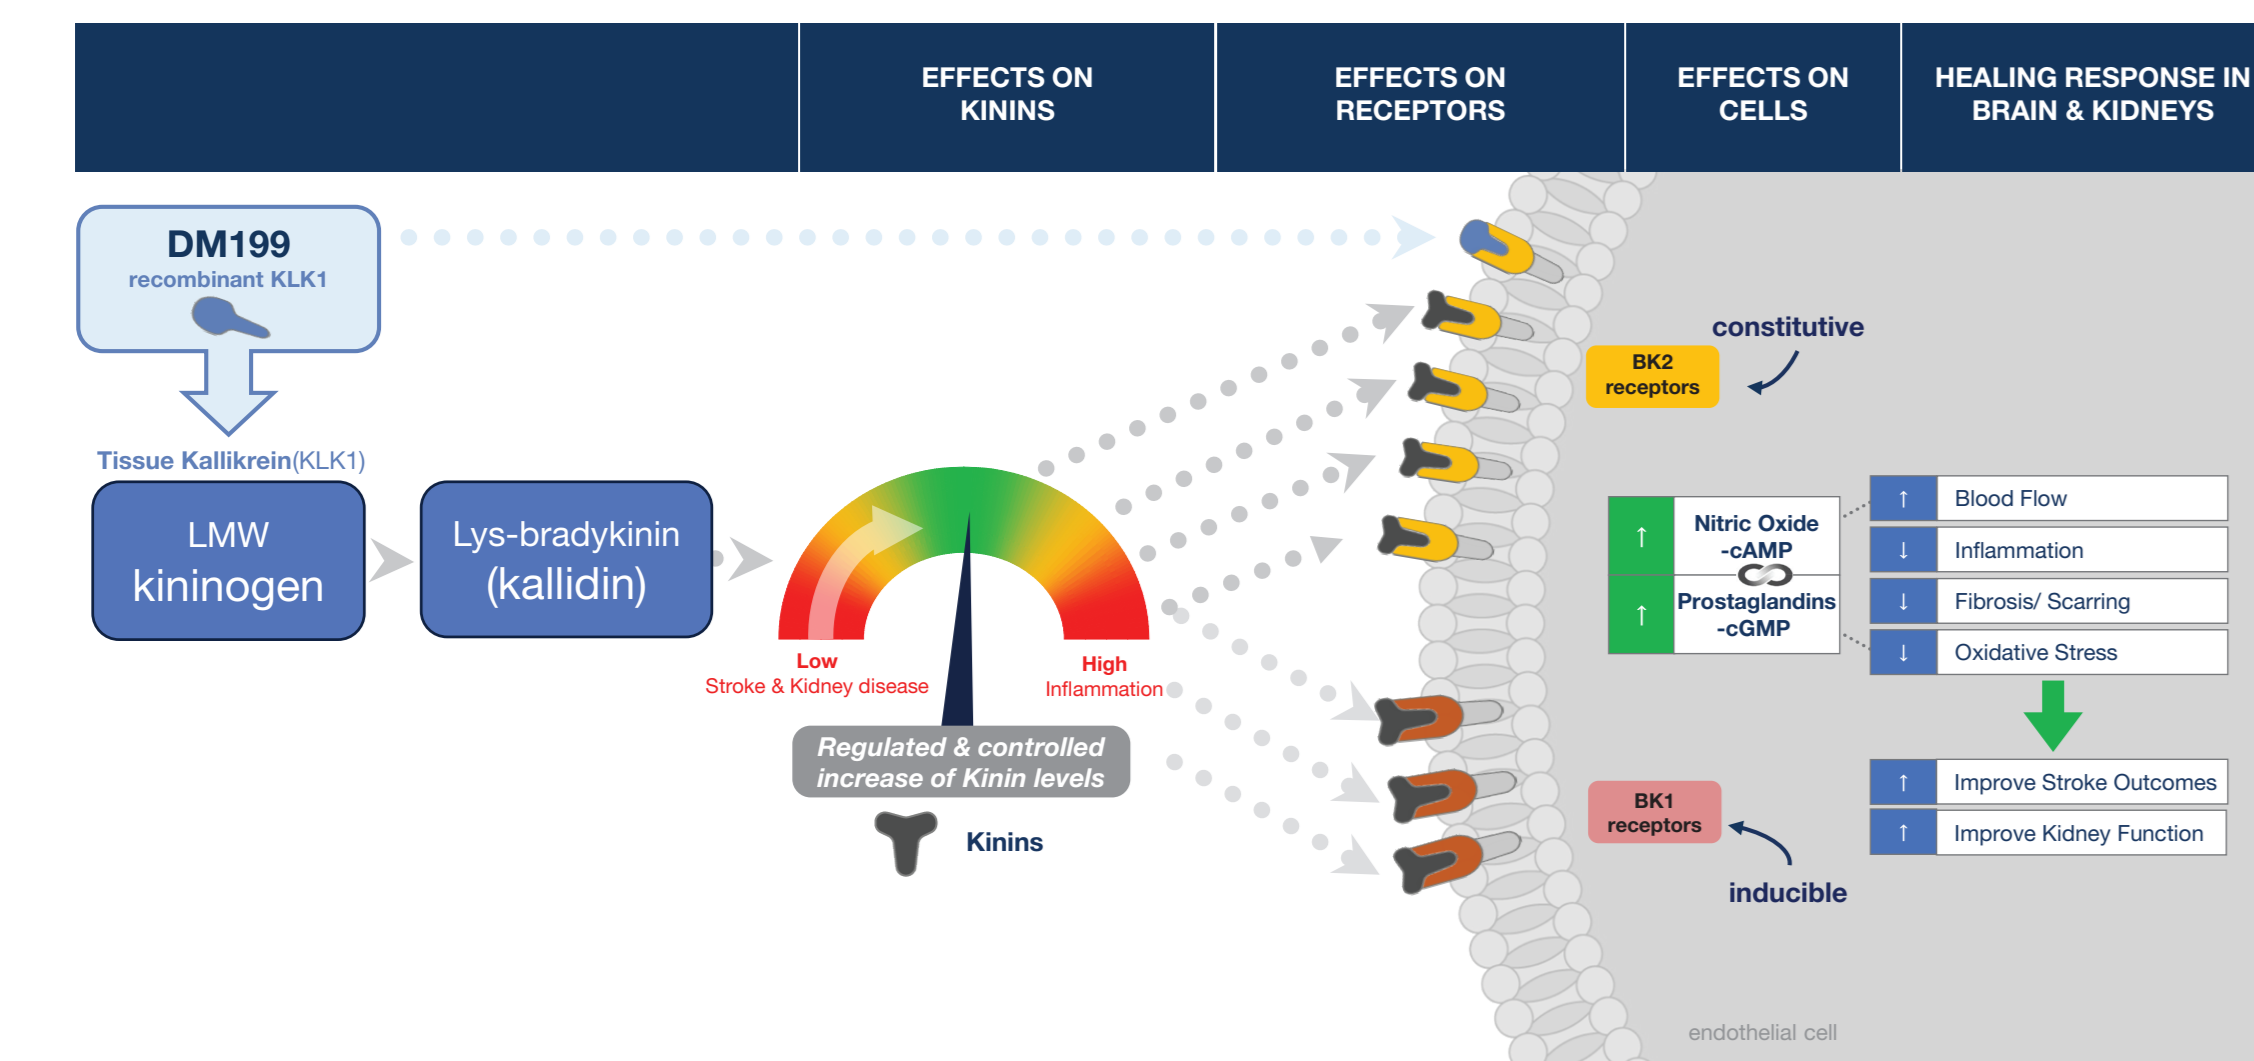 EFFECTS ON
KININS
EFFECTS ON
RECEPTORS
EFFECTS ON
CELLS
HEALING RESPONSE IN
BRAIN & KIDNEYS
DM199
recombinant KLK1
Tissue Kallikrein(KLK1)
LMW
kininogen
Lys-bradykinin
(kallidin)
Low
Stroke & Kidney disease
High
Inflammation
Regulated & controlled
increase of Kinin levels
Kinins
constitutive
BK2
receptors
↑ Nitric Oxide
-cAMP
↑ Prostaglandins
-cGMP
↑ Blood Flow
↓ Inflammation
↓ Fibrosis/ Scarring
↓ Oxidative Stress
↑ Improve Stroke Outcomes
↑ Improve Kidney Function
BK1
receptors
inducible
endothelial cell